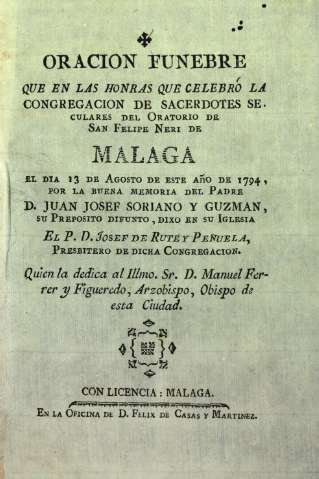 ORACION FUNEBRE
QUE EN LAS HONRAS QUE CELEBRÓ LA
CONGREGACION DE SACERDOTES SE-
CULARES DEL ORATORIO DE
SAN FELIPE NERI DE
MALAGA
EL DIA 13 DE AGOSTO DE ESTE AÑO DE 1794,
POR LA BUENA MEMORIA DEL PADRE
D. JUAN JOSEF SORIANO Y GUZMAN,
SU PREPOSITO DIFUNTO, DIXO EN SU IGLESIA
EL P. D. JOSEF DE RUTE Y PEÑUELA,
PRESBITERO DE DICHA CONGREGACION.
Quien la dedica al Illmo. Sr. D. Manuel Fer-
rer y Figueredo, Arzobispo, Obispo de
esta Ciudad.
CON LICENCIA: MALAGA.
EN LA OFICINA DE D. FELIX DE CASAS Y MARTINEZ.